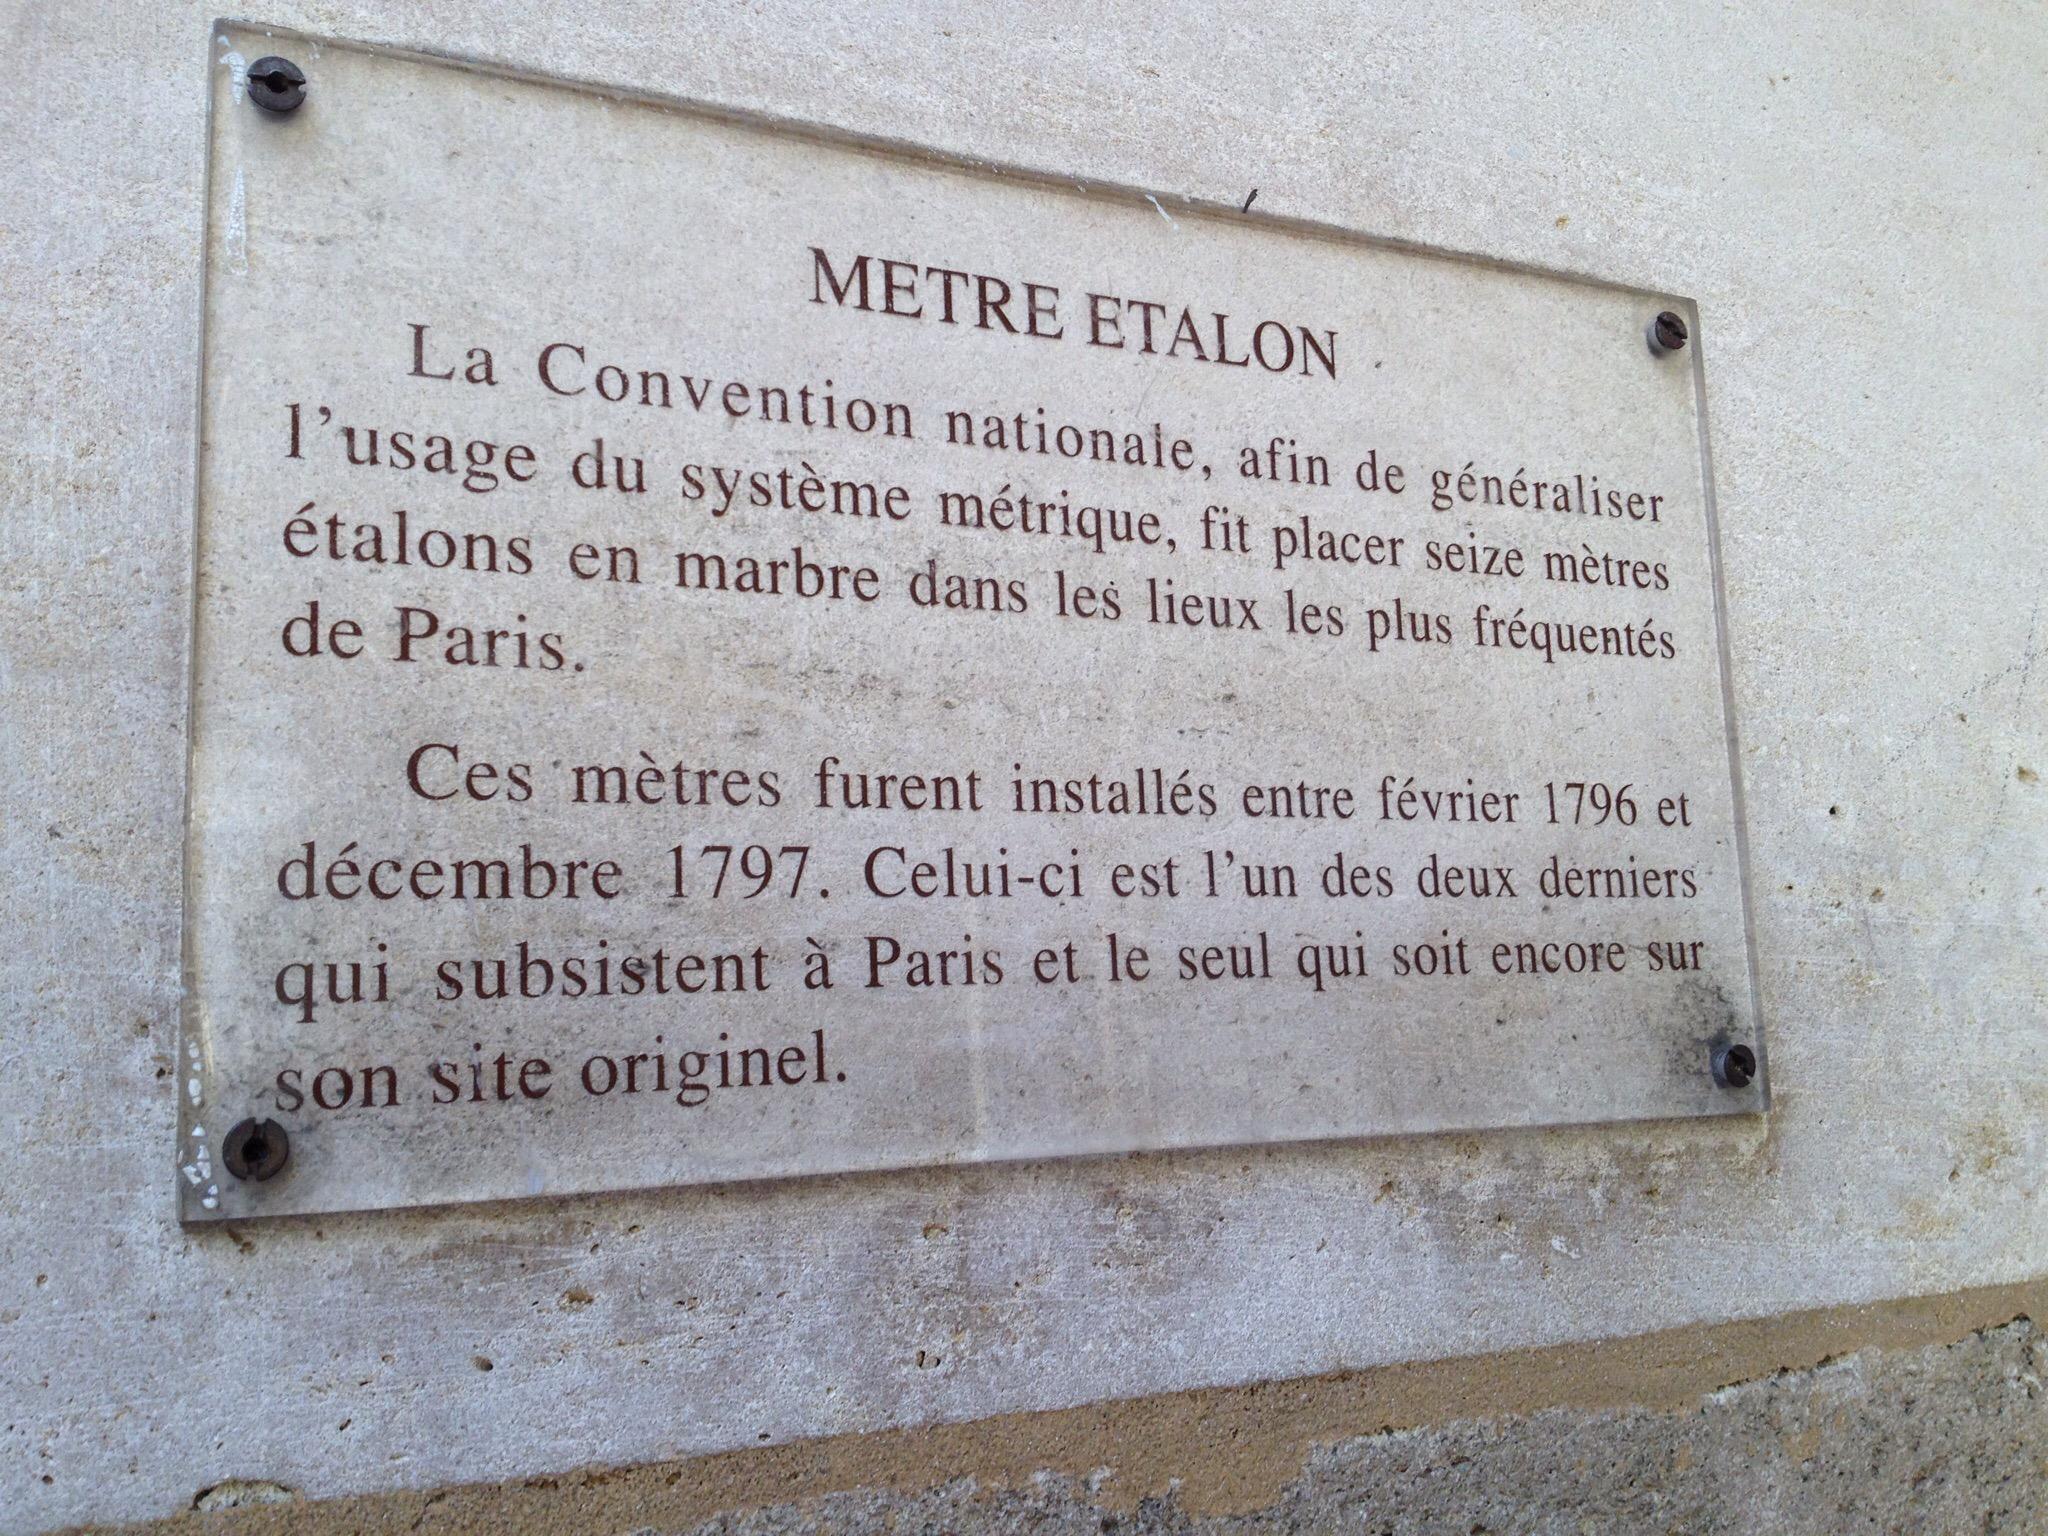 METRE ETALON
La Convention nationale, afin de généraliser
l'usage du système métrique, fit placer seize mètres
étalons en marbre dans les lieux les plus fréquentés
de Paris.
Ces mètres furent installés entre février 1796 et
décembre 1797. Celui-ci est l'un des deux derniers
qui subsistent à Paris et le seul qui soit encore sur
son site originel.